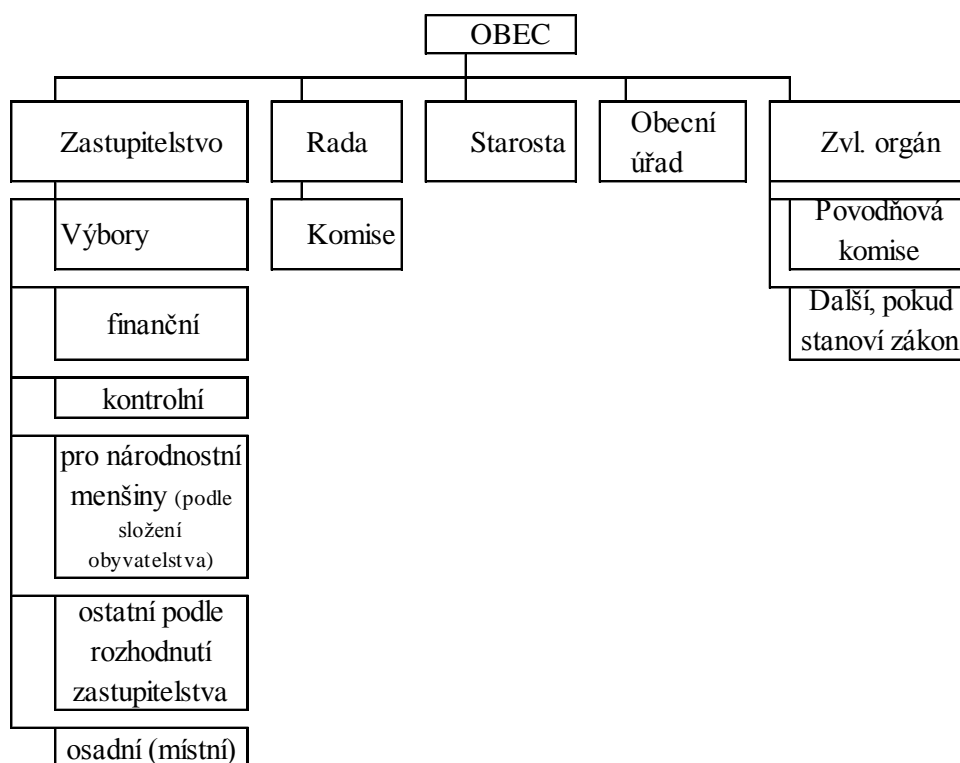 OBEC
Zastupitelstvo
Rada
Starosta
Obecní
úřad
Zvl. orgán
Výbory
Komise
Povodňová
komise
finanční
Další, pokud
stanoví zákon
kontrolní
pro národnostní
menšiny (podle
složení
obyvatelstva)
ostatní podle
rozhodnutí
zastupitelstva
osadní (místní)